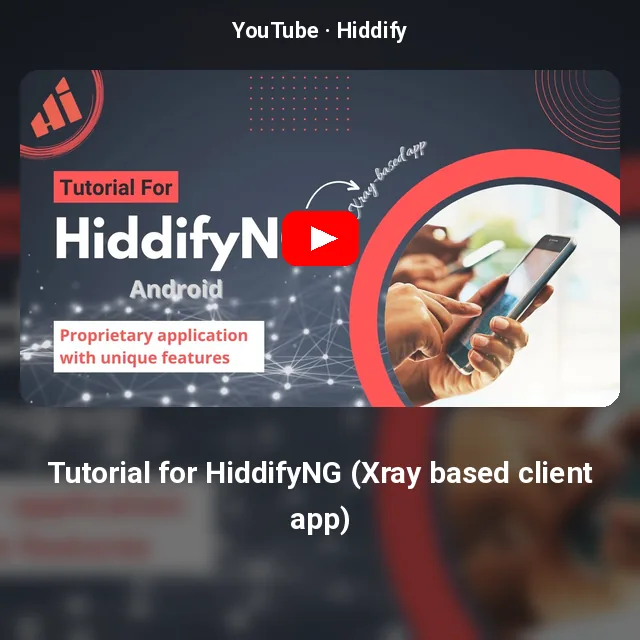 YouTube · Hiddify
Hi
Tutorial For
HiddifyN
Xray-based app
Android
Proprietary application
with unique features
Tutorial for HiddifyNG (Xray based client
app)